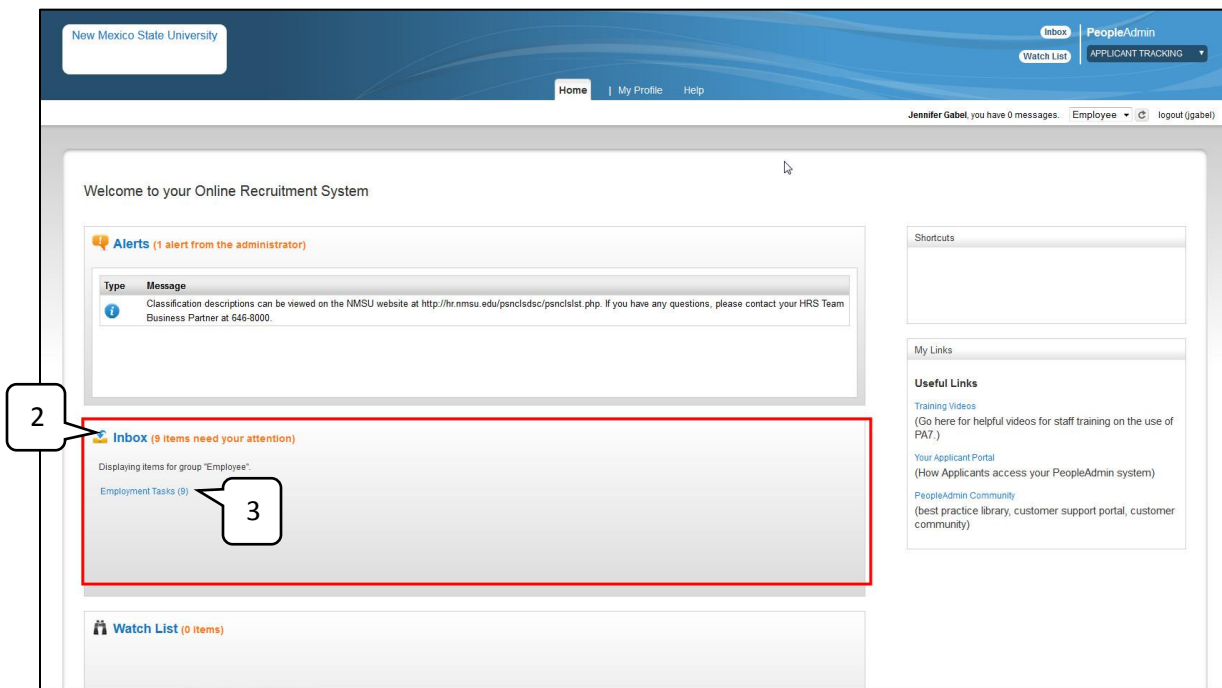 New Mexico State University
Inbox
PeopleAdmin
Watch List
APPLICANT TRACKING
Home | My Profile Help
Jennifer Gabel, you have 0 messages. Employee logout (jgabel)
Welcome to your Online Recruitment System
Alerts (1 alert from the administrator)
Type Message
Classification descriptions can be viewed on the NMSU website at http://hr.nmsu.edu/psnclsdsc/psnclslst.php. If you have any questions, please contact your HRS Team
Business Partner at 646-8000.
2
Inbox (9 items need your attention)
Displaying items for group "Employee".
Employment Tasks (9)
3
Watch List (0 items)
Shortcuts
My Links
Useful Links
Training Videos
(Go here for helpful videos for staff training on the use of
PA7.)
Your Applicant Portal
(How Applicants access your PeopleAdmin system)
PeopleAdmin Community
(best practice library, customer support portal, customer
community)